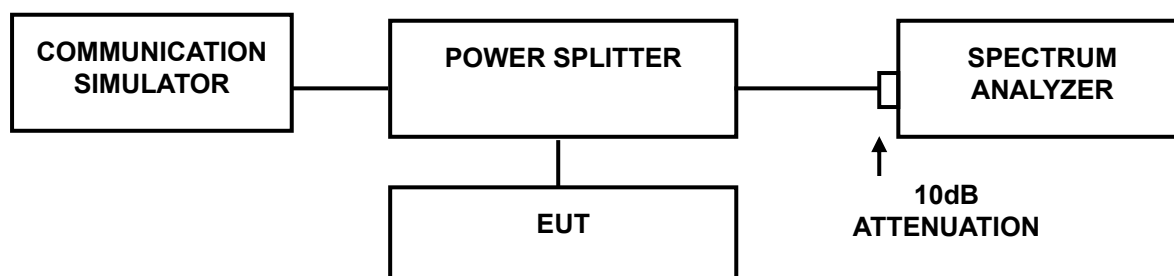 COMMUNICATION
SIMULATOR
POWER SPLITTER
SPECTRUM
ANALYZER
EUT
10dB
ATTENUATION